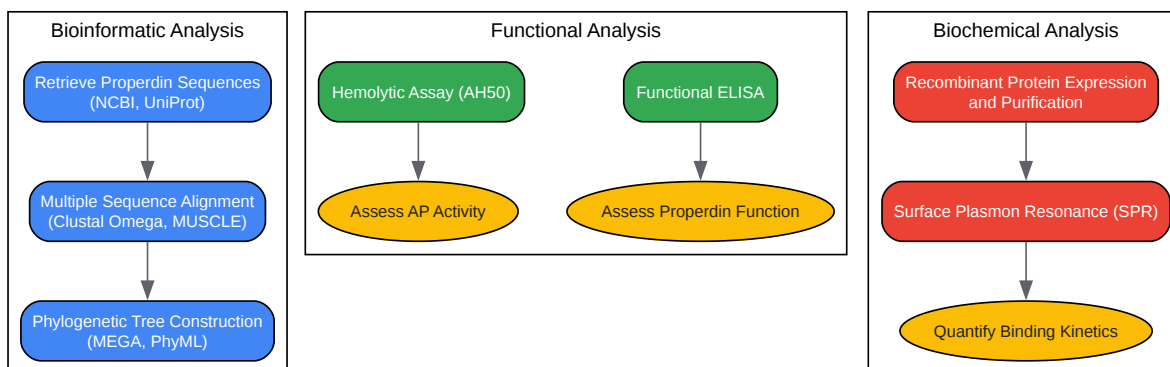 Bioinformatic Analysis
Retrieve Properdin Sequences
(NCBI, UniProt)
Multiple Sequence Alignment
(Clustal Omega, MUSCLE)
Phylogenetic Tree Construction
(MEGA, PhyML)
Functional Analysis
Hemolytic Assay (AH50)
Functional ELISA
Assess AP Activity
Assess Properdin Function
Biochemical Analysis
Recombinant Protein Expression
and Purification
Surface Plasmon Resonance (SPR)
Quantify Binding Kinetics